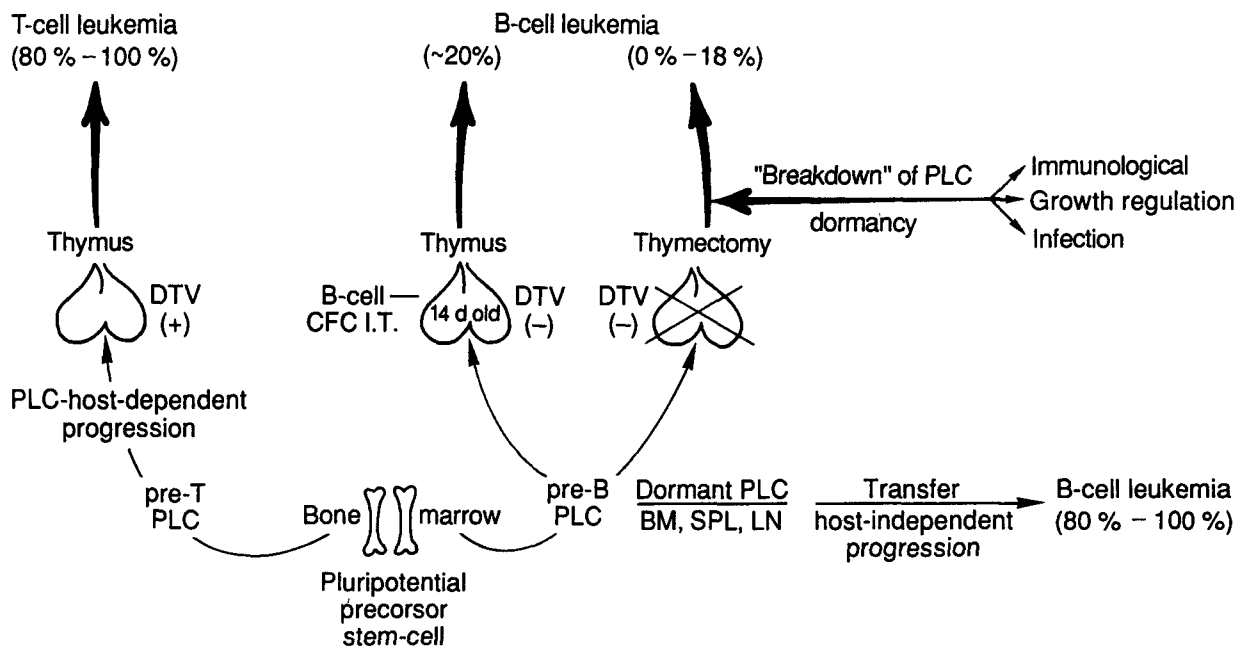 T-cell leukemia
(80 % – 100 %)
B-cell leukemia
(~20%)
(0 % – 18 %)
"Breakdown" of PLC
dormancy
Immunological
Growth regulation
Infection
Thymus
DTV
(+)
Thymus
B-cell
CFC I.T.
14 d old
DTV
(–)
Thymectomy
DTV
(–)
PLC-host-dependent
progression
pre-T
PLC
Bone marrow
Pluripotential
precorsor
stem-cell
pre-B
PLC
Dormant PLC
BM, SPL, LN
Transfer
host-independent
progression
B-cell leukemia
(80 % – 100 %)